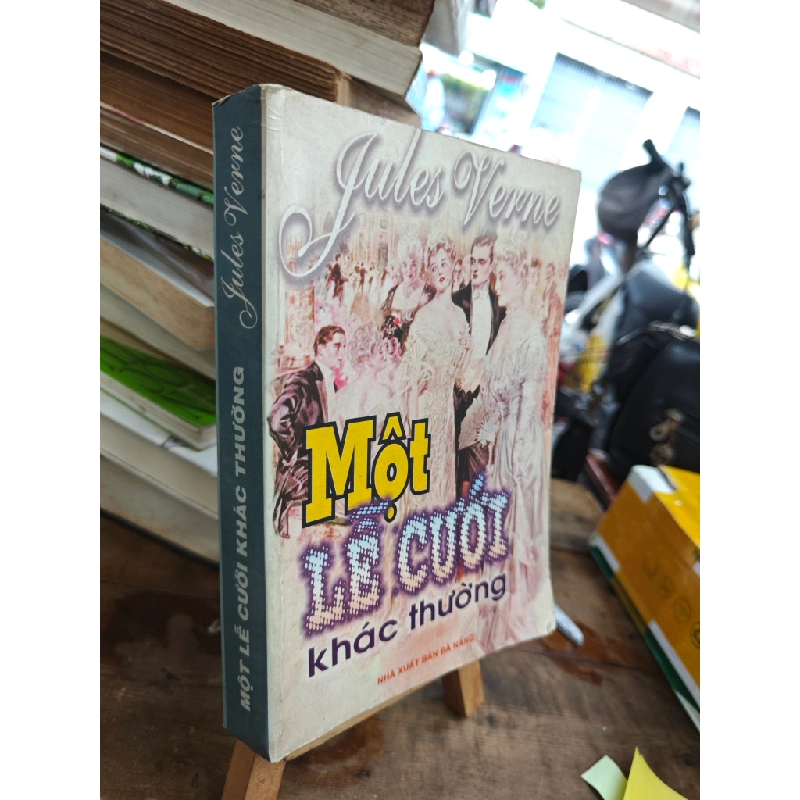 Jules Verne
MỘT LỄ CƯỚI KHÁC THƯỜNG
Jules Verne
Một
LỄ CƯỚI
khác thường
NHÀ XUẤT BẢN ĐÀ NẴNG